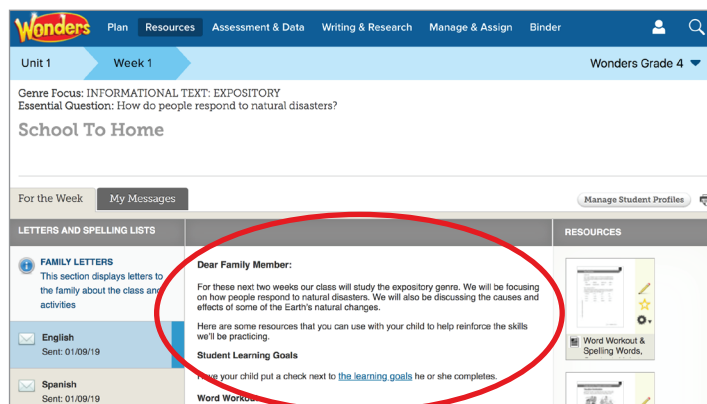 Wonders Plan Resources Assessment & Data Writing & Research Manage & Assign Binder
Unit 1 Week 1 Wonders Grade 4
Genre Focus: INFORMATIONAL TEXT: EXPOSITORY
Essential Question: How do people respond to natural disasters?
School To Home
For the Week My Messages Manage Student Profiles
LETTERS AND SPELLING LISTS
FAMILY LETTERS
This section displays letters to
the family about the class and
activities
English
Sent: 01/09/19
Spanish
Sent: 01/09/19
Dear Family Member:
For these next two weeks our class will study the expository genre. We will be focusing
on how people respond to natural disasters. We will also be discussing the causes and
effects of some of the Earth's natural changes.
Here are some resources that you can use with your child to help reinforce the skills
we'll be practicing.
Student Learning Goals
your child put a check next to the learning goals he or she completes.
Word
RESOURCES
Word Workout &
Spelling Words,